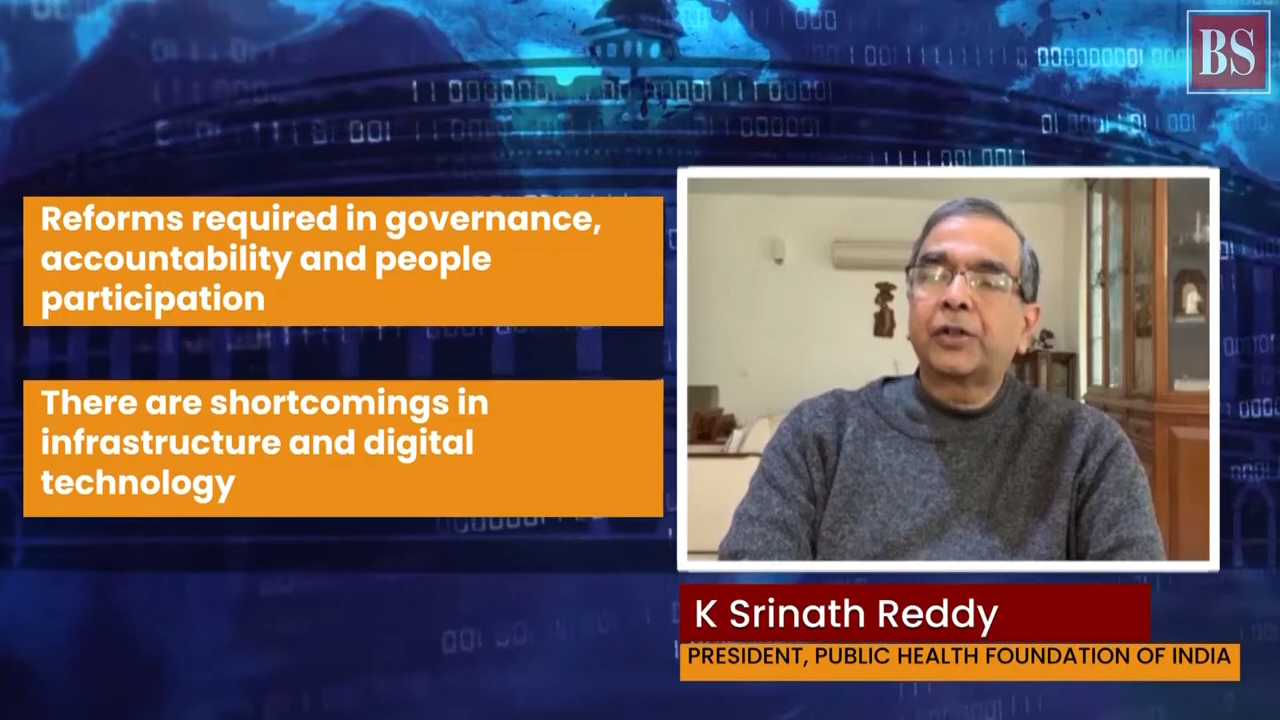 BS
Reforms required in governance,
accountability and people
participation
There are shortcomings in
infrastructure and digital
technology
K Srinath Reddy
PRESIDENT, PUBLIC HEALTH FOUNDATION OF INDIA